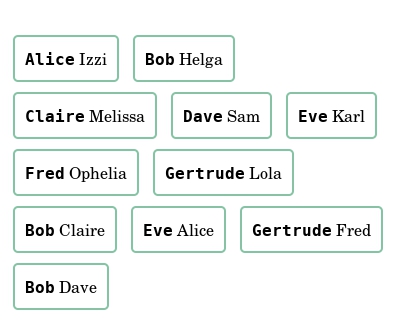 Alice Izzi Bob Helga
Claire Melissa Dave Sam Eve Karl
Fred Ophelia Gertrude Lola
Bob Claire Eve Alice Gertrude Fred
Bob Dave